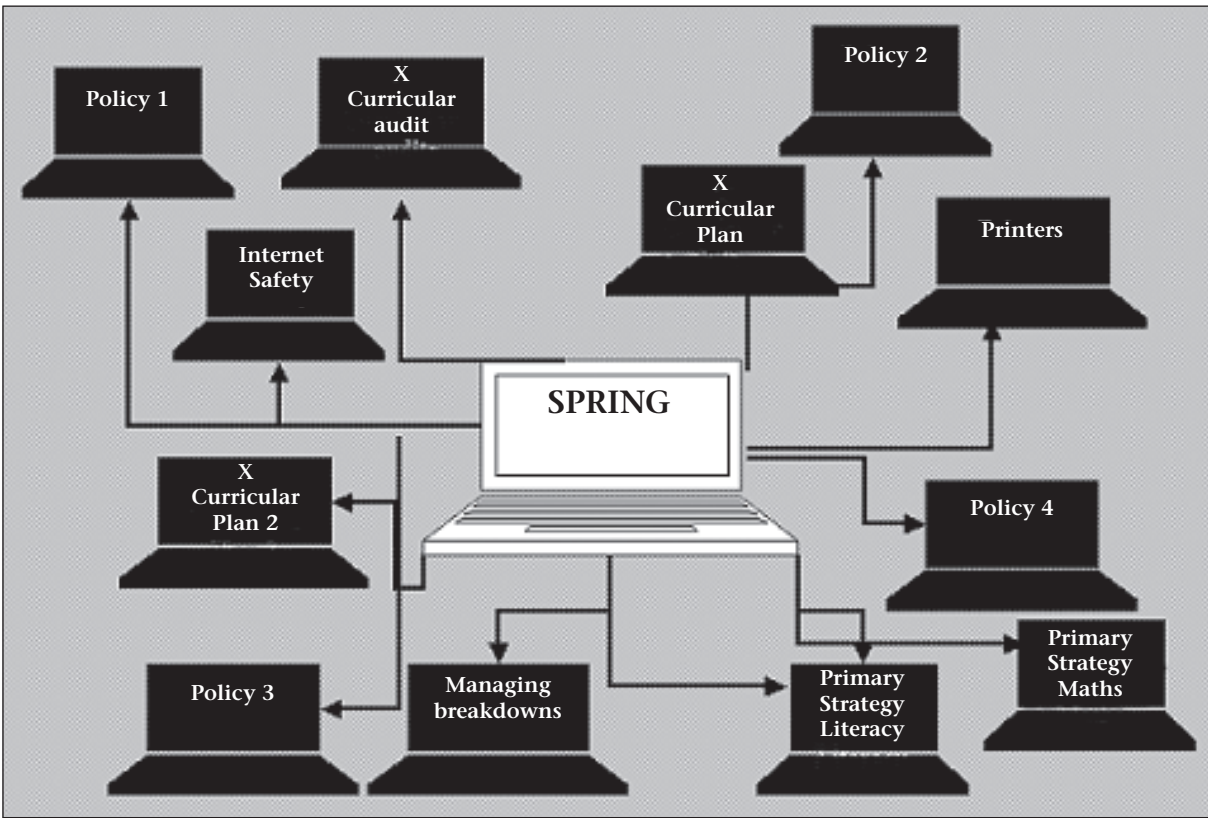 Policy 1
X
Curricular
audit
Policy 2
X
Curricular
Plan
Printers
Internet
Safety
SPRING
X
Curricular
Plan 2
Policy 4
Policy 3
Managing
breakdowns
Primary
Strategy
Literacy
Primary
Strategy
Maths